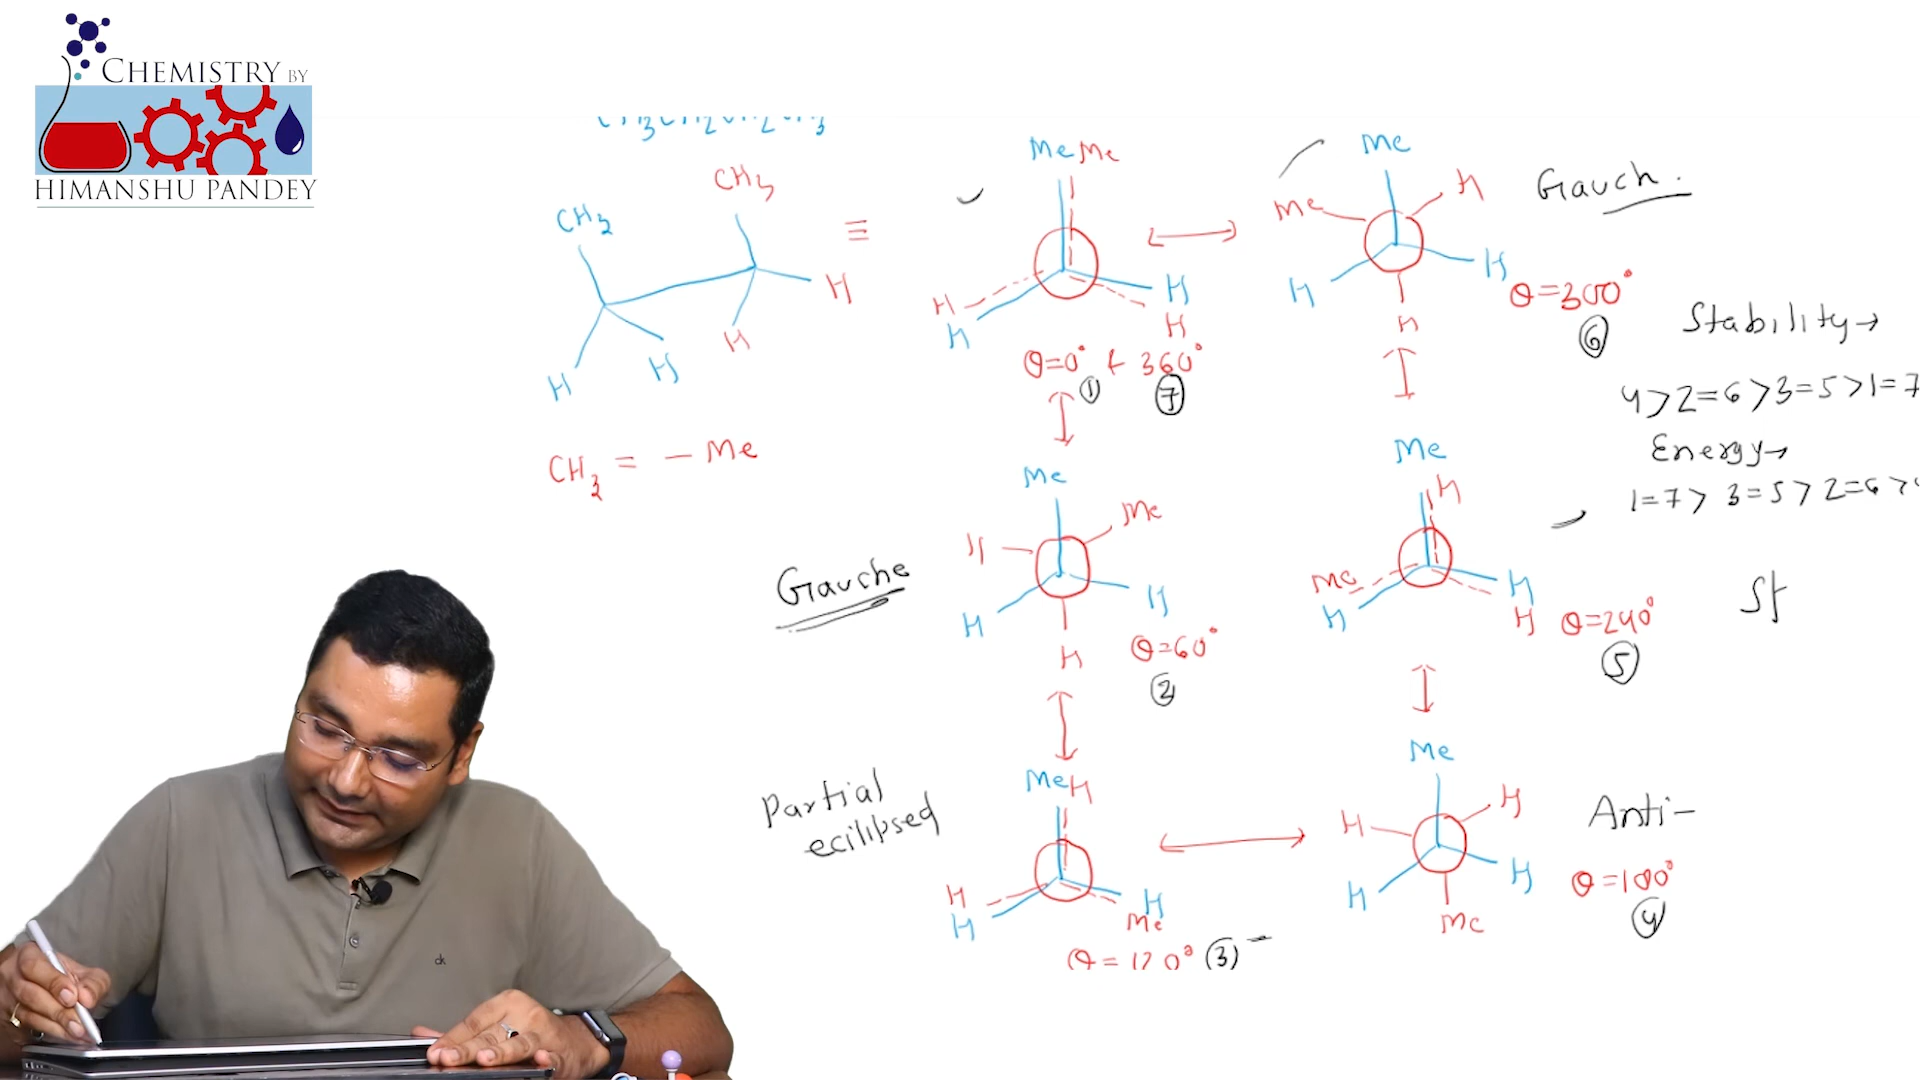 CHEMISTRY BY
HIMANSHU PANDEY
CH3CH2CH2CH3
CH3
CH3
H
H
H
H
≡
CH3 = - Me
Me Me
H
H
H
H
θ=0° & 360°
① ⑦
Me
Me
H
H
H
H
Gauch.
θ=300°
⑥
Stability→
4>2=6>3=5>1=7
Energy→
1=7> 3=5> 2=6>
Me
Me
H
H
H
H
Gauche
θ=60°
②
Me
H
Me
H
H
H
θ=240°
⑤
St
Partial
ecilipsed
Me H
H
H
H
Me
θ=120° ③
Me
H
H
H
H
Me
Anti-
θ=180°
④
dk